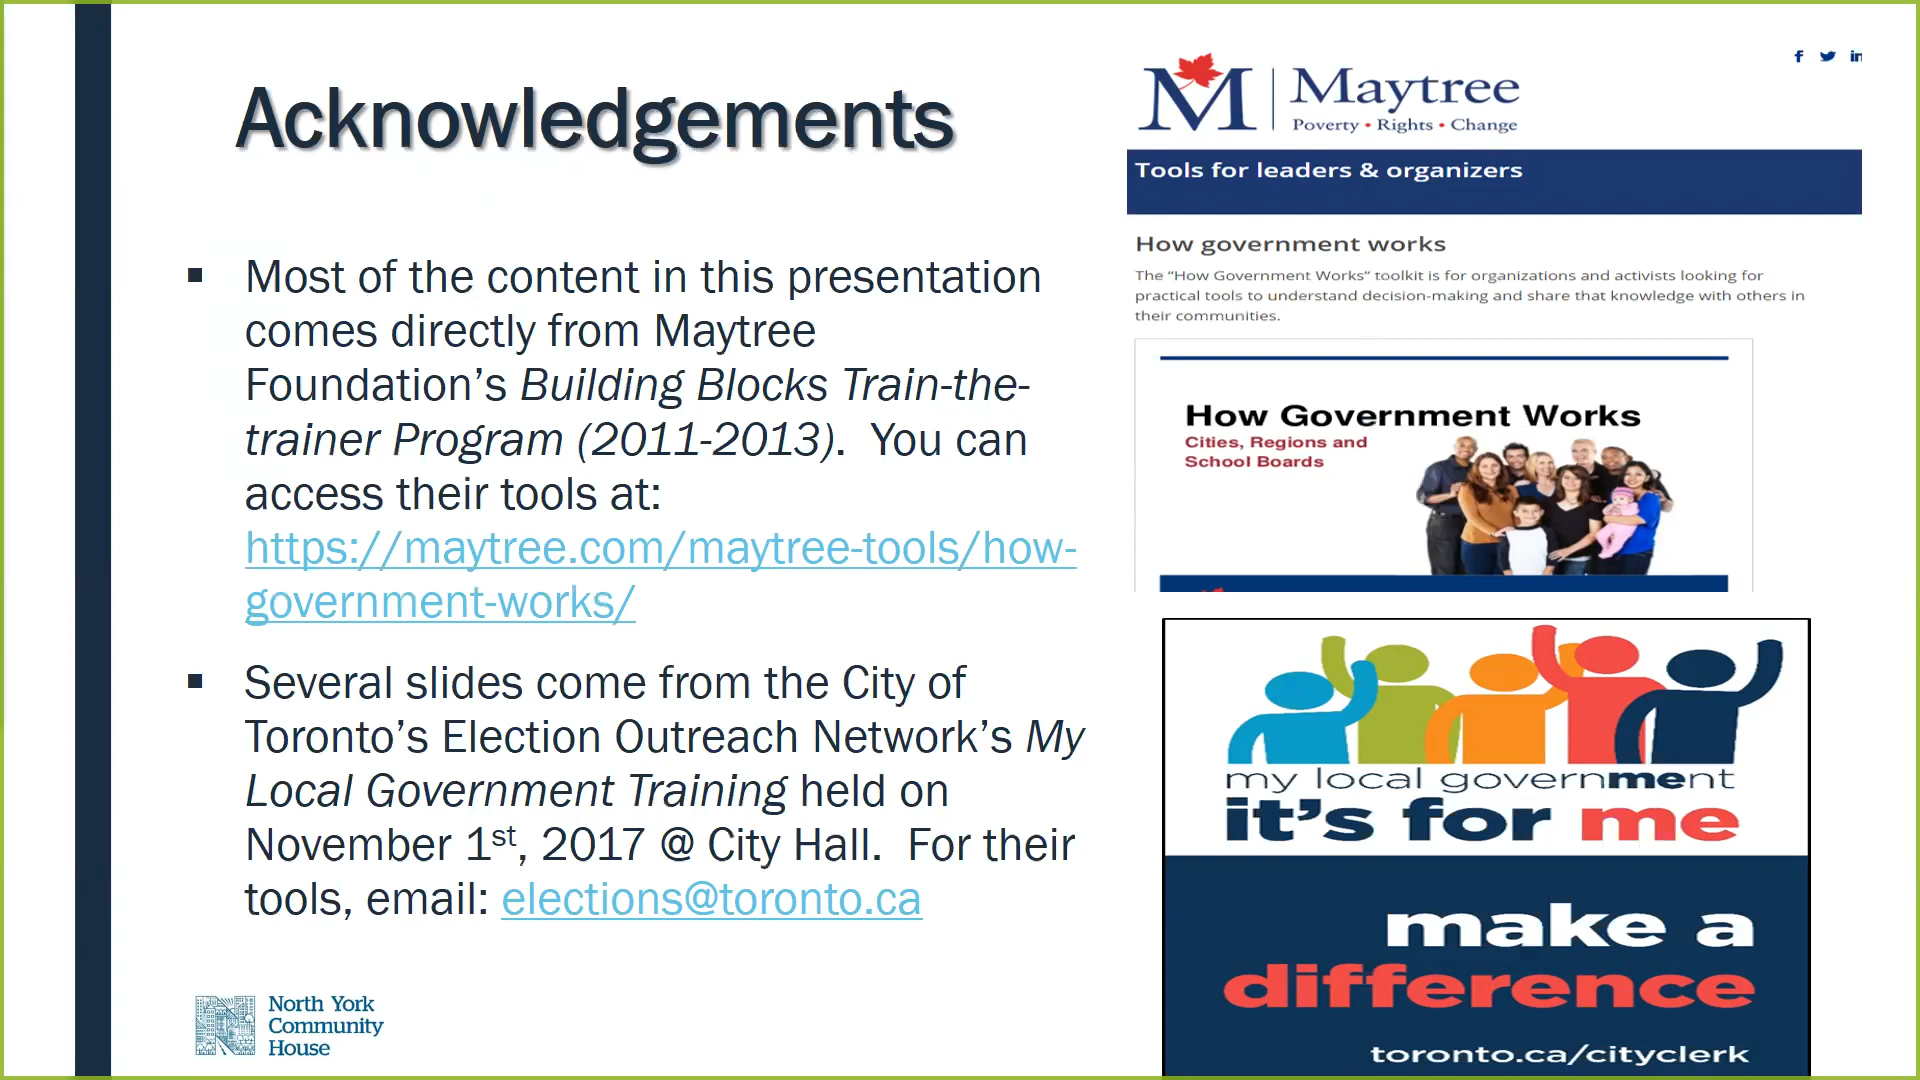 Acknowledgements
▪ Most of the content in this presentation
comes directly from Maytree
Foundation’s Building Blocks Train-the-
trainer Program (2011-2013).  You can
access their tools at:
https://maytree.com/maytree-tools/how-
government-works/
▪ Several slides come from the City of
Toronto’s Election Outreach Network’s My
Local Government Training held on
November 1st, 2017 @ City Hall.  For their
tools, email: elections@toronto.ca
North York
Community
House
M Maytree
Poverty • Rights • Change
Tools for leaders & organizers
How government works
The “How Government Works” toolkit is for organizations and activists looking for
practical tools to understand decision-making and share that knowledge with others in
their communities.
How Government Works
Cities, Regions and
School Boards
my local government
it’s for me
make a
difference
toronto.ca/cityclerk